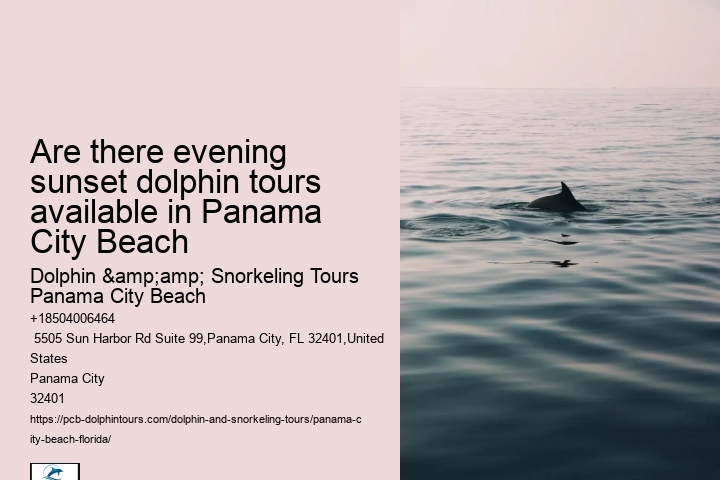 Are there evening
sunset dolphin tours
available in Panama
City Beach
Dolphin &amp;amp; Snorkeling Tours
Panama City Beach
+18504006464
5505 Sun Harbor Rd Suite 99,Panama City, FL 32401,United
States
Panama City
32401
https://pcb-dolphintours.com/dolphin-and-snorkeling-tours/panama-c
ity-beach-florida/